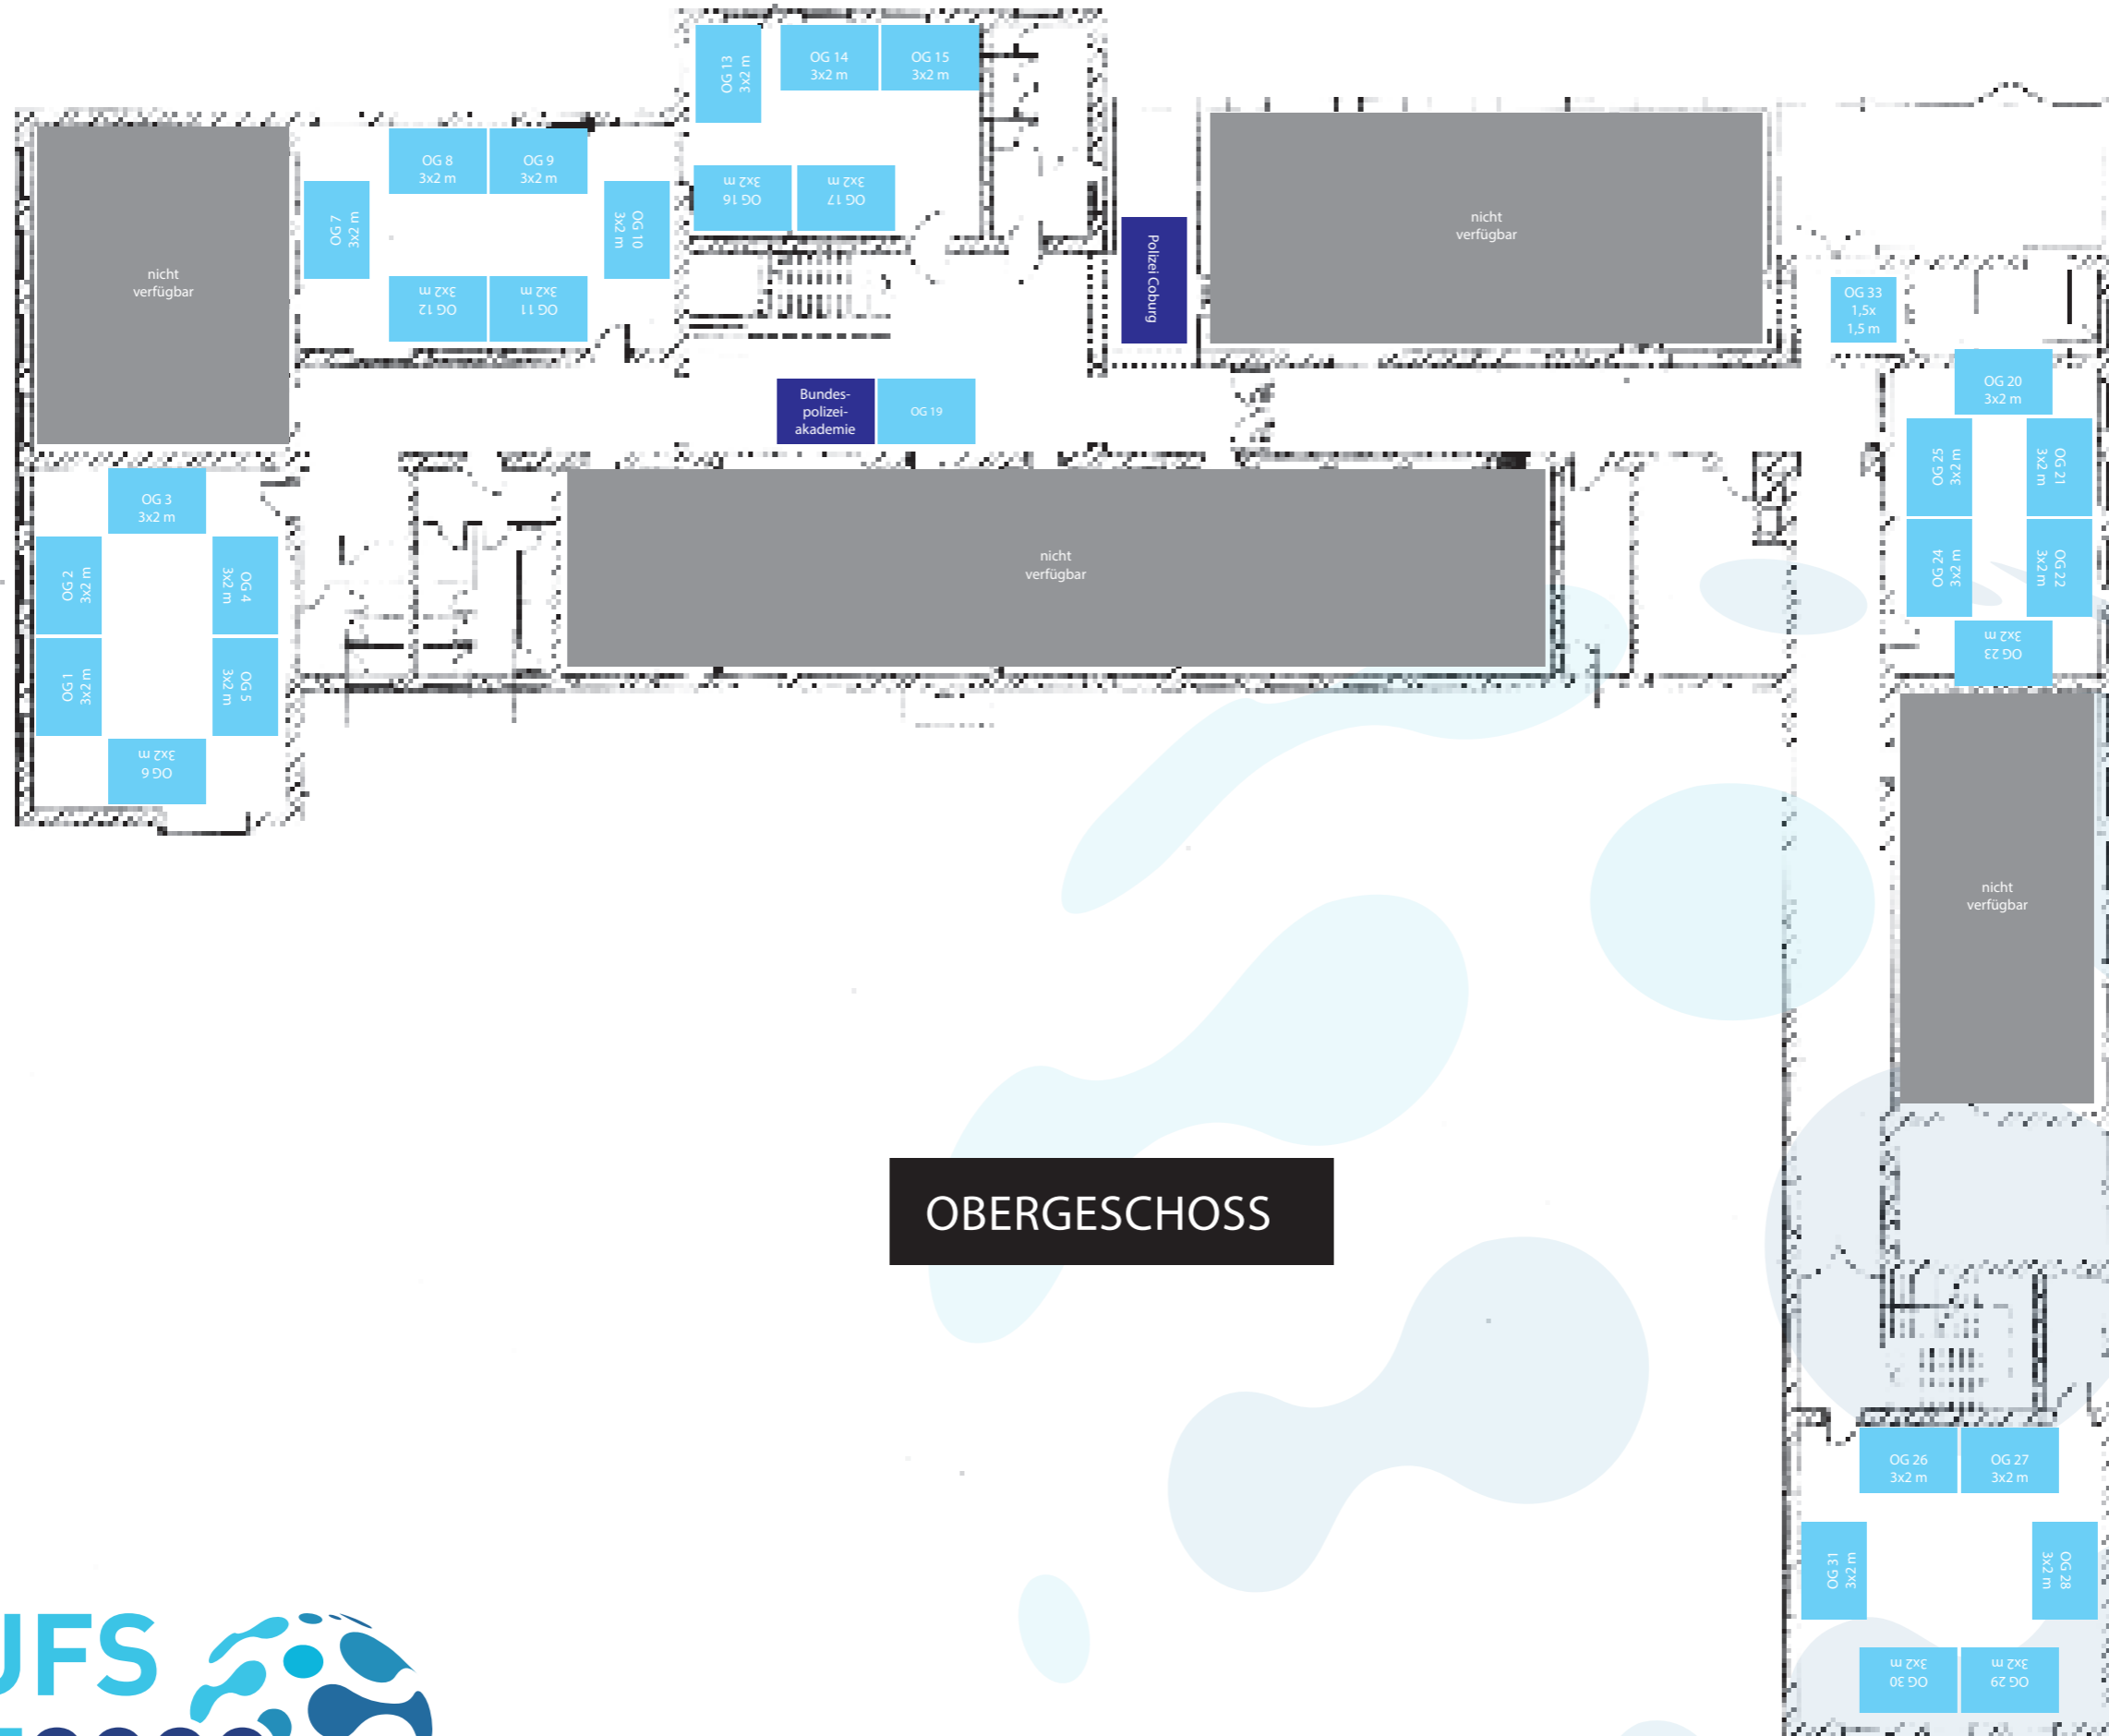 OG 13
3x2 m
OG 14
3x2 m
OG 15
3x2 m
OG 16
3x2 m
OG 17
3x2 m
nicht
verfügbar
OG 7
3x2 m
OG 8
3x2 m
OG 9
3x2 m
OG 10
3x2 m
OG 12
3x2 m
OG 11
3x2 m
Polizei Coburg
nicht
verfügbar
OG 33
1,5x
1,5 m
Bundes-
polizei-
akademie
OG 19
OG 20
3x2 m
OG 25
3x2 m
OG 21
3x2 m
OG 24
3x2 m
OG 22
3x2 m
OG 23
3x2 m
OG 3
3x2 m
OG 2
3x2 m
OG 4
3x2 m
OG 1
3x2 m
OG 5
3x2 m
OG 6
3x2 m
nicht
verfügbar
nicht
verfügbar
OBERGESCHOSS
OG 26
3x2 m
OG 27
3x2 m
OG 31
3x2 m
OG 28
3x2 m
OG 30
3x2 m
OG 29
3x2 m
UFS